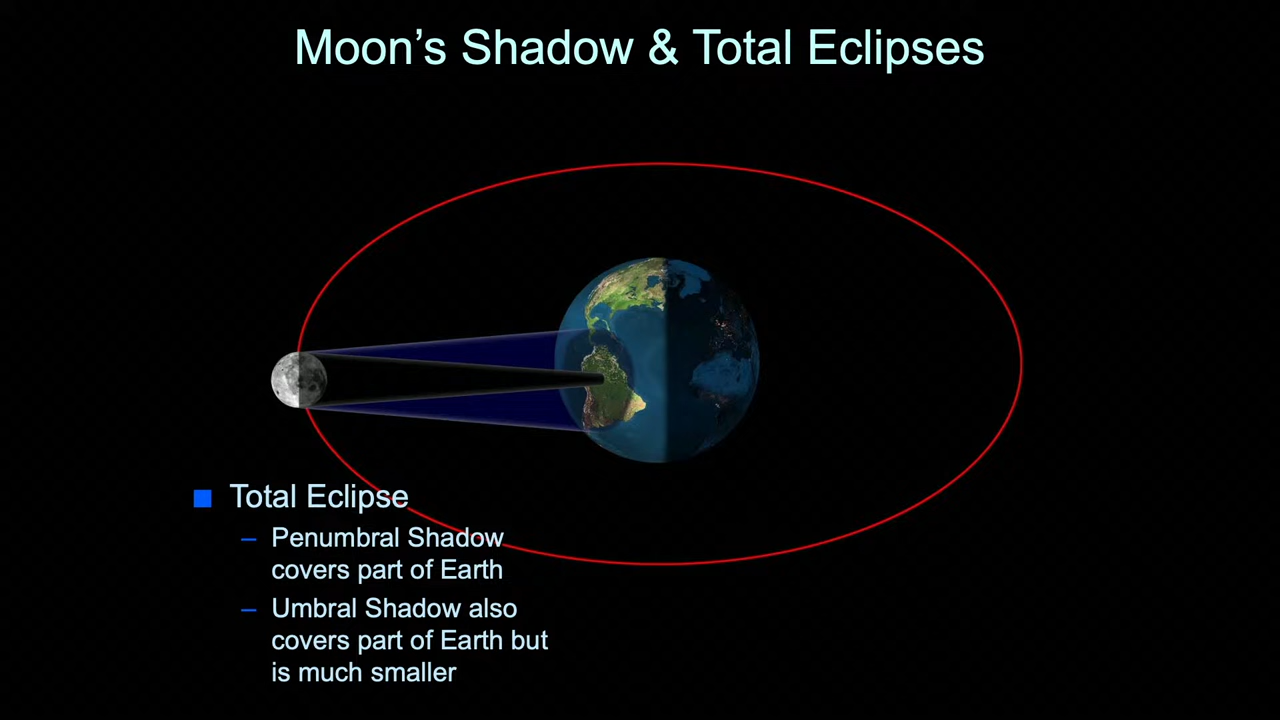 Moon’s Shadow & Total Eclipses
Total Eclipse
– Penumbral Shadow
covers part of Earth
– Umbral Shadow also
covers part of Earth but
is much smaller